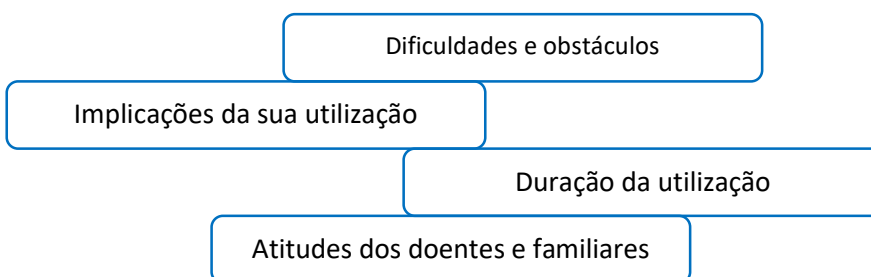 Dificuldades e obstáculos
Implicações da sua utilização
Duração da utilização
Atitudes dos doentes e familiares